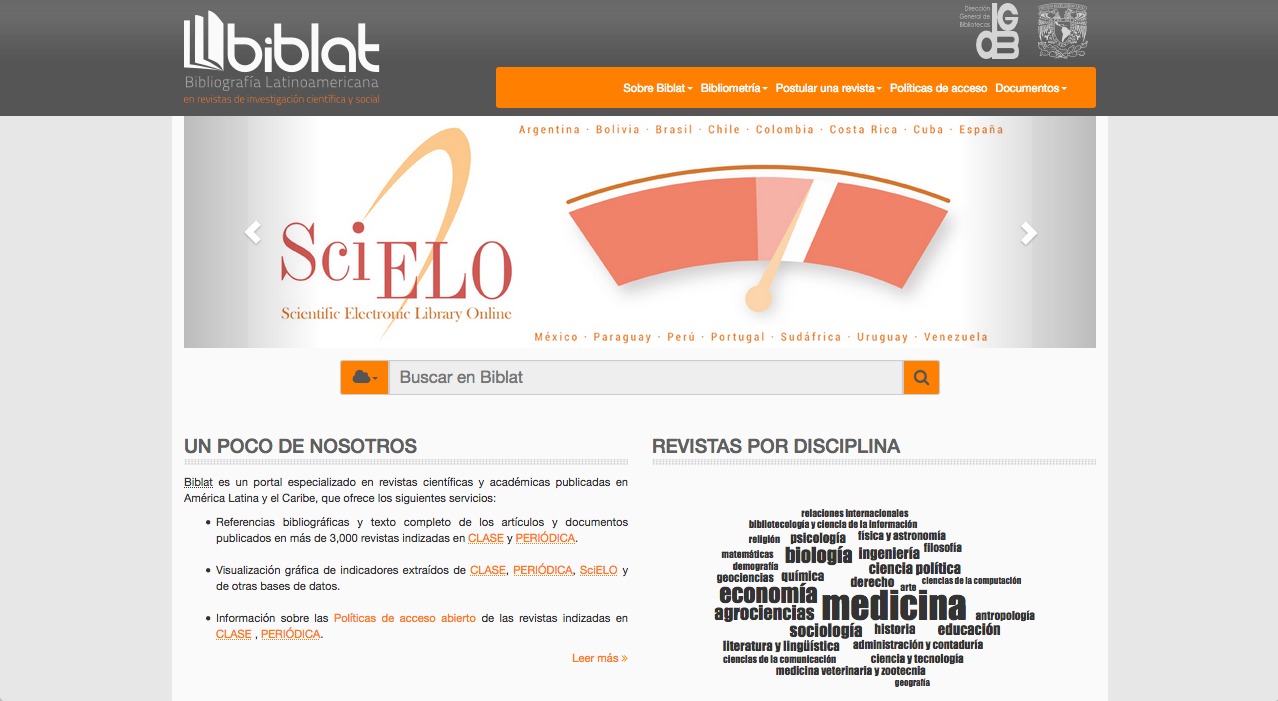 biblat
Bibliografía Latinoamericana
en revistas de investigación científica y social
Dirección
General de
Bibliotecas
DGB
Sobre Biblat
Bibliometría
Postular una revista
Políticas de acceso
Documentos
Argentina · Bolivia · Brasil · Chile · Colombia · Costa Rica · Cuba · España
SciELO
Scientific Electronic Library Online
México · Paraguay · Perú · Portugal · Sudáfrica · Uruguay · Venezuela
Buscar en Biblat
UN POCO DE NOSOTROS
Biblat es un portal especializado en revistas científicas y académicas publicadas en
América Latina y el Caribe, que ofrece los siguientes servicios:
• Referencias bibliográficas y texto completo de los artículos y documentos
publicados en más de 3,000 revistas indizadas en CLASE y PERIÓDICA.
• Visualización gráfica de indicadores extraídos de CLASE, PERIÓDICA, SciELO y
de otras bases de datos.
• Información sobre las Políticas de acceso abierto de las revistas indizadas en
CLASE , PERIÓDICA.
Leer más »
REVISTAS POR DISCIPLINA
relaciones internacionales
bibliotecología y ciencia de la información
religión
psicología
física y astronomía
matemáticas
biología
ingeniería
filosofía
demografía
ciencia política
geociencias
química
derecho
arte
ciencias de la computación
economía
medicina
agrociencias
antropología
sociología
historia
educación
literatura y lingüística
administración y contaduría
ciencias de la comunicación
ciencia y tecnología
medicina veterinaria y zootecnia
geografía